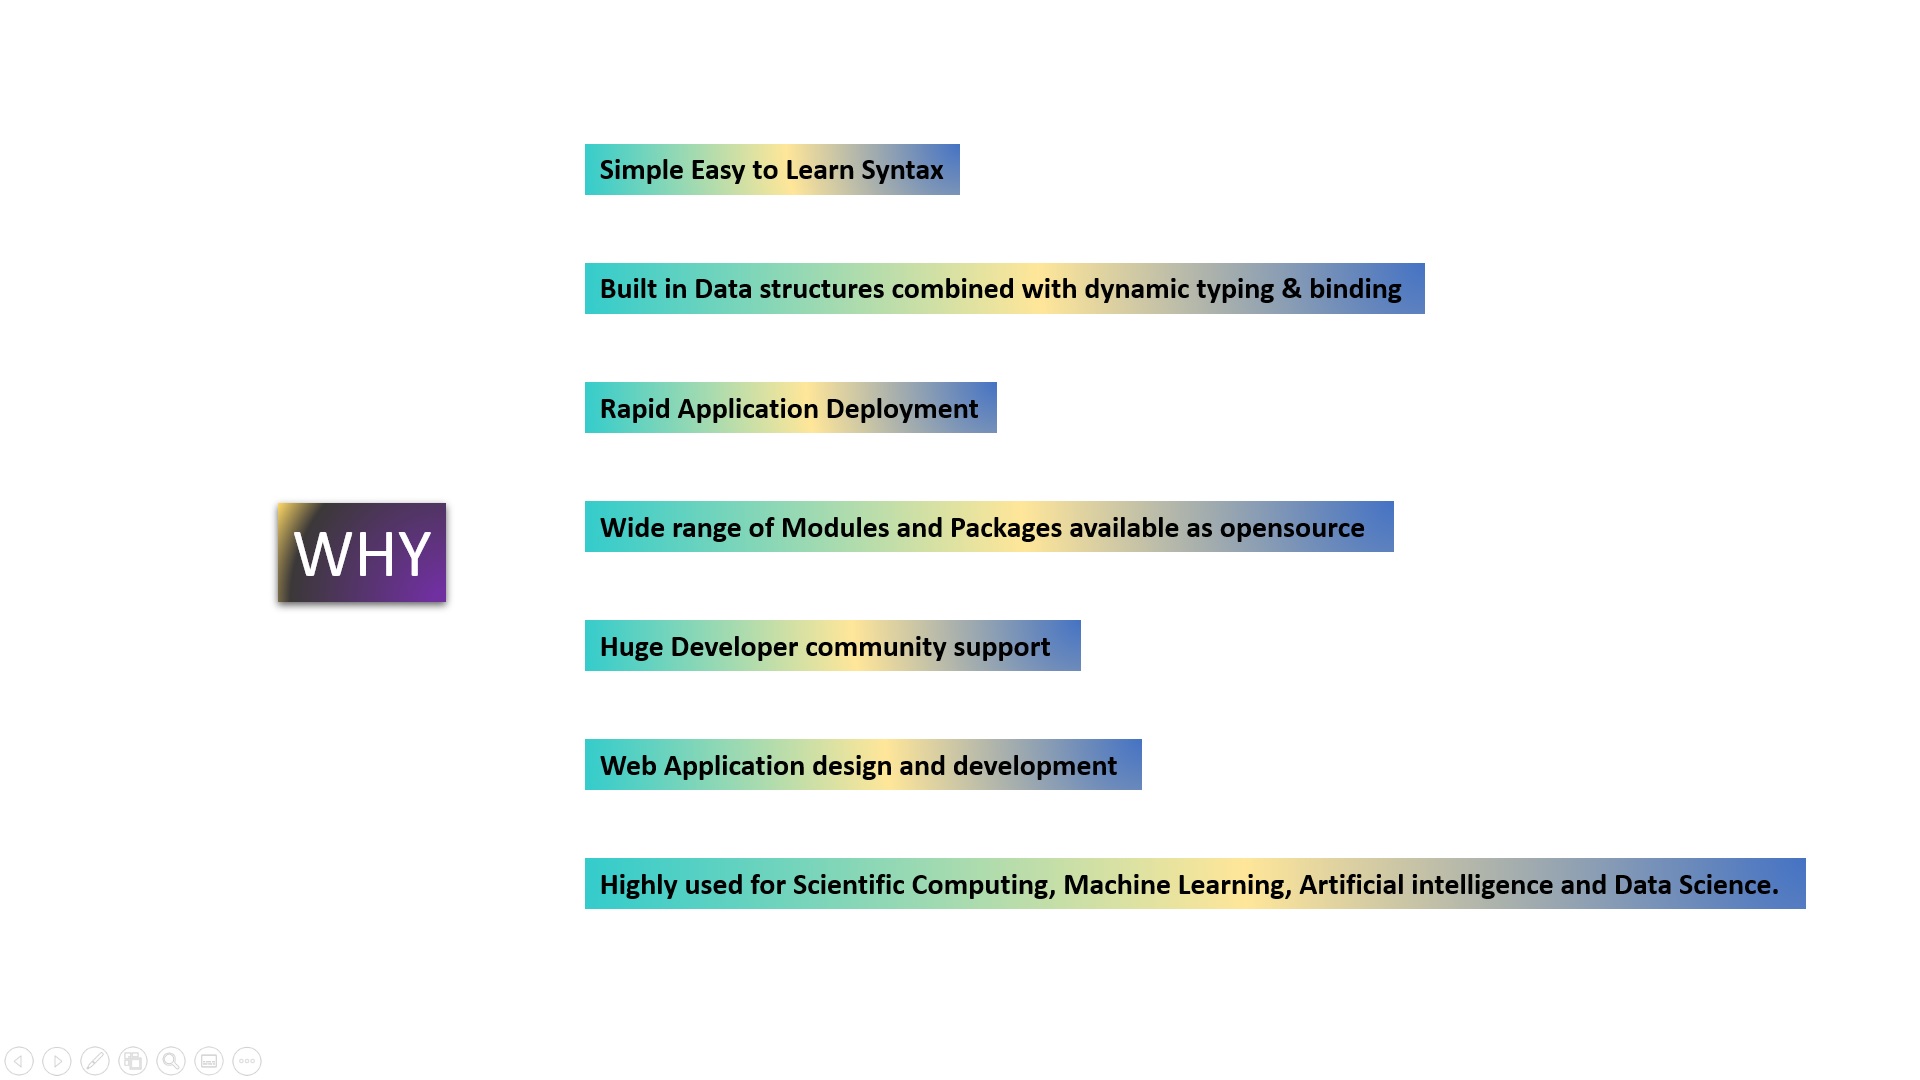 Simple Easy to Learn Syntax
Built in Data structures combined with dynamic typing & binding
Rapid Application Deployment
WHY
Wide range of Modules and Packages available as opensource
Huge Developer community support
Web Application design and development
Highly used for Scientific Computing, Machine Learning, Artificial intelligence and Data Science.